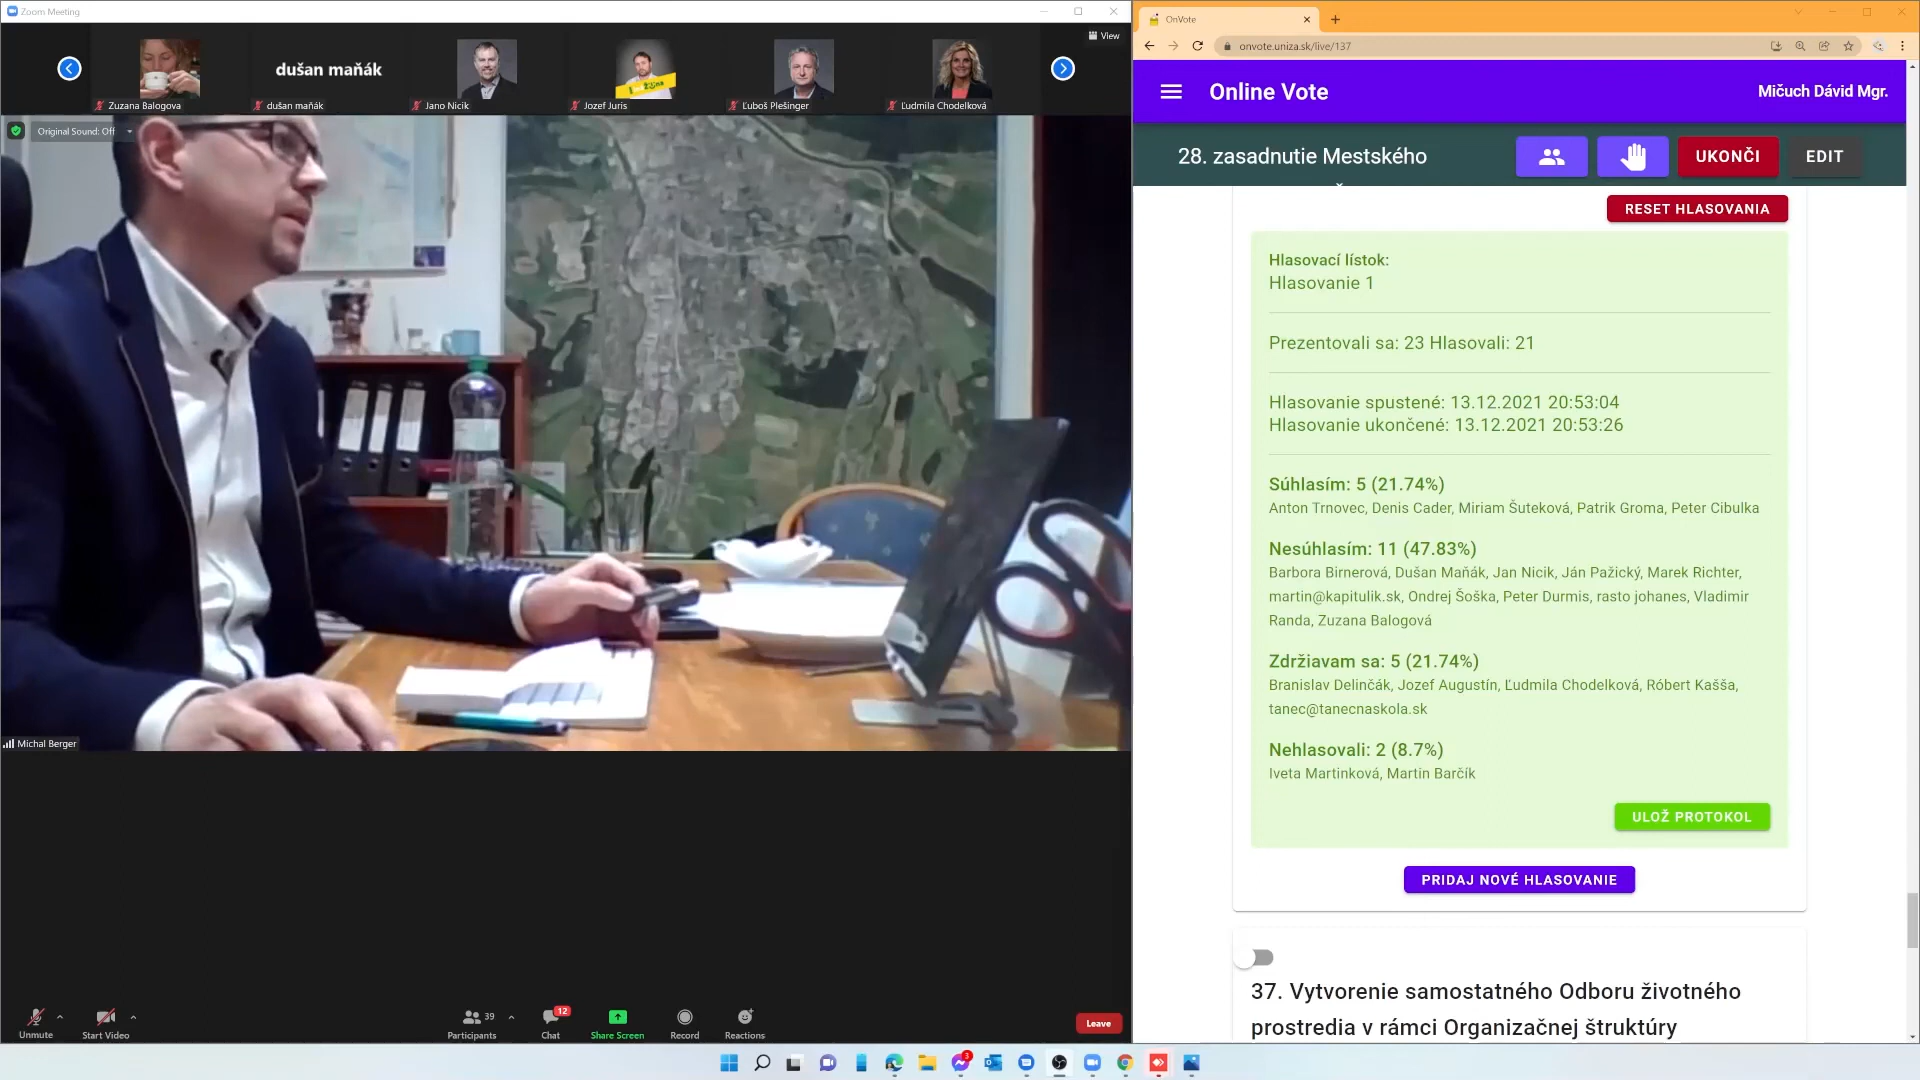 Zoom Meeting
View
dušan maňák
Zuzana Balogova
dušan maňák
Jano Nicik
Jozef Juris
Ľuboš Plešinger
Ľudmila Chodelková
Original Sound: Off
Michal Berger
Unmute
Start Video
39
Participants
12
Chat
Share Screen
Record
Reactions
Leave
OnVote
onvote.uniza.sk/live/137
Online Vote
Mičuch Dávid Mgr.
28. zasadnutie Mestského
UKONČI
EDIT
RESET HLASOVANIA
Hlasovací lístok:
Hlasovanie 1
Prezentovali sa: 23 Hlasovali: 21
Hlasovanie spustené: 13.12.2021 20:53:04
Hlasovanie ukončené: 13.12.2021 20:53:26
Súhlasím: 5 (21.74%)
Anton Trnovec, Denis Cader, Miriam Šuteková, Patrik Groma, Peter Cibulka
Nesúhlasím: 11 (47.83%)
Barbora Birnerová, Dušan Maňák, Jan Nicik, Ján Pažický, Marek Richter,
martin@kapitulik.sk, Ondrej Šoška, Peter Durmis, rasto johanes, Vladimir
Randa, Zuzana Balogová
Zdržiavam sa: 5 (21.74%)
Branislav Delinčák, Jozef Augustín, Ľudmila Chodelková, Róbert Kašša,
tanec@tanecnaskola.sk
Nehlasovali: 2 (8.7%)
Iveta Martinková, Martin Barčík
ULOŽ PROTOKOL
PRIDAJ NOVÉ HLASOVANIE
37. Vytvorenie samostatného Odboru životného
prostredia v rámci Organizačnej štruktúry
3